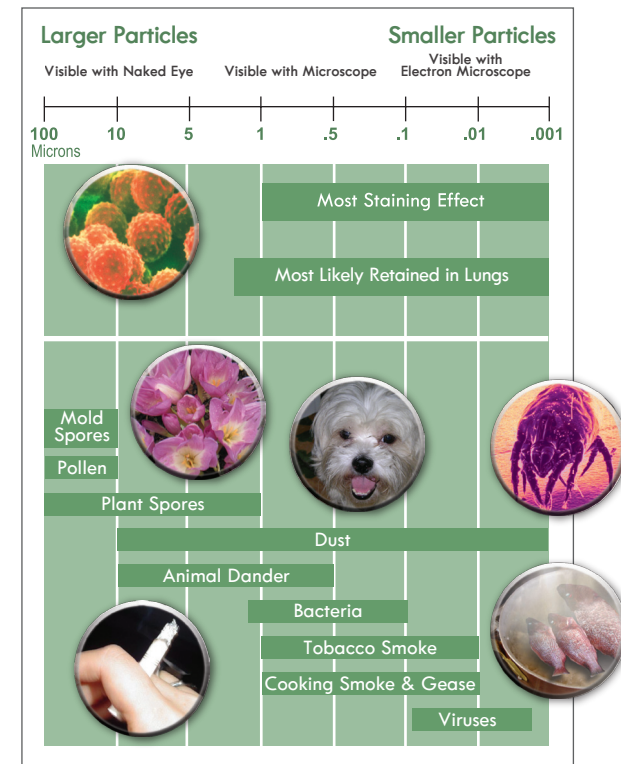 Larger Particles
Smaller Particles
Visible with Naked Eye
Visible with Microscope
Visible with
Electron Microscope
100 10 5 1 .5 .1 .01 .001
Microns
Most Staining Effect
Most Likely Retained in Lungs
Mold
Spores
Pollen
Plant Spores
Dust
Animal Dander
Bacteria
Tobacco Smoke
Cooking Smoke & Gease
Viruses